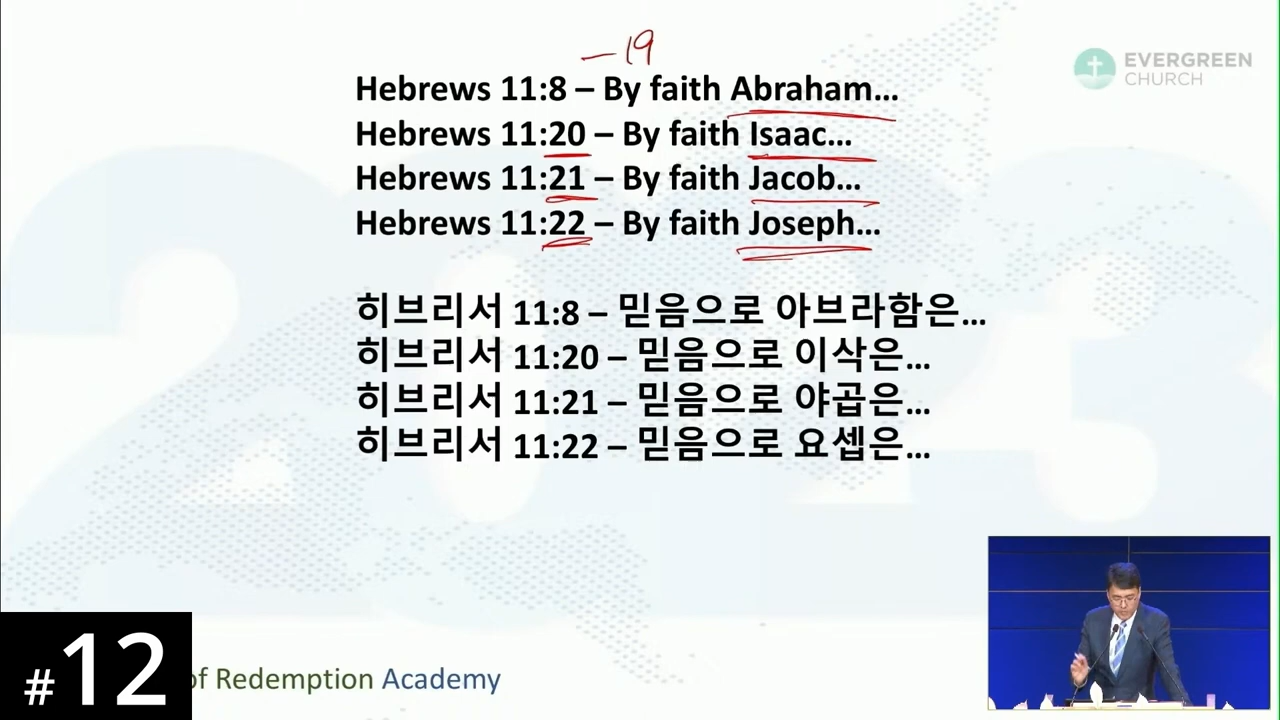 –19
EVERGREEN
CHURCH
Hebrews 11:8 – By faith Abraham...
Hebrews 11:20 – By faith Isaac...
Hebrews 11:21 – By faith Jacob...
Hebrews 11:22 – By faith Joseph...
히브리서 11:8 – 믿음으로 아브라함은...
히브리서 11:20 – 믿음으로 이삭은...
히브리서 11:21 – 믿음으로 야곱은...
히브리서 11:22 – 믿음으로 요셉은...
#12
of Redemption Academy